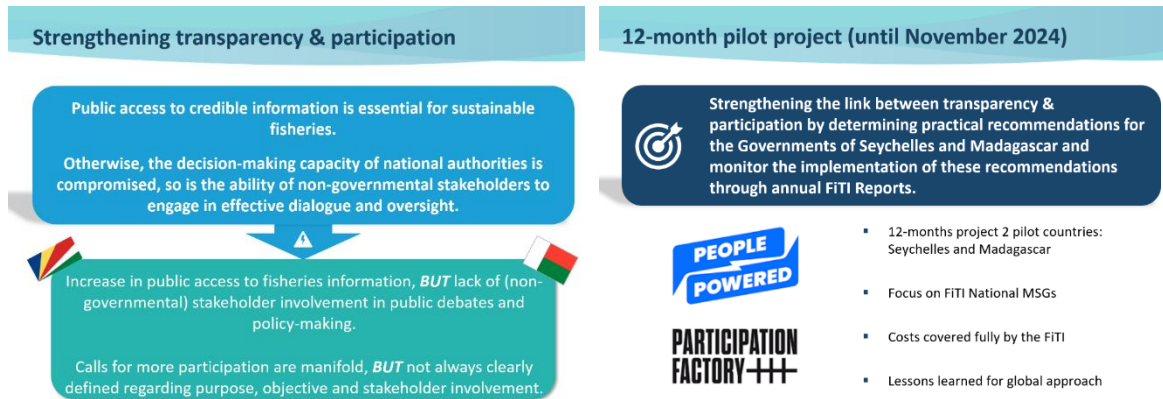 Strengthening transparency & participation
Public access to credible information is essential for sustainable
fisheries.
Otherwise, the decision-making capacity of national authorities is
compromised, so is the ability of non-governmental stakeholders to
engage in effective dialogue and oversight.
Increase in public access to fisheries information, BUT lack of (non-
governmental) stakeholder involvement in public debates and
policy-making.
Calls for more participation are manifold, BUT not always clearly
defined regarding purpose, objective and stakeholder involvement.
12-month pilot project (until November 2024)
Strengthening the link between transparency &
participation by determining practical recommendations for
the Governments of Seychelles and Madagascar and
monitor the implementation of these recommendations
through annual FiTI Reports.
PEOPLE
POWERED
PARTICIPATION
FACTORY
▪ 12-months project 2 pilot countries:
Seychelles and Madagascar
▪ Focus on FiTI National MSGs
▪ Costs covered fully by the FiTI
▪ Lessons learned for global approach